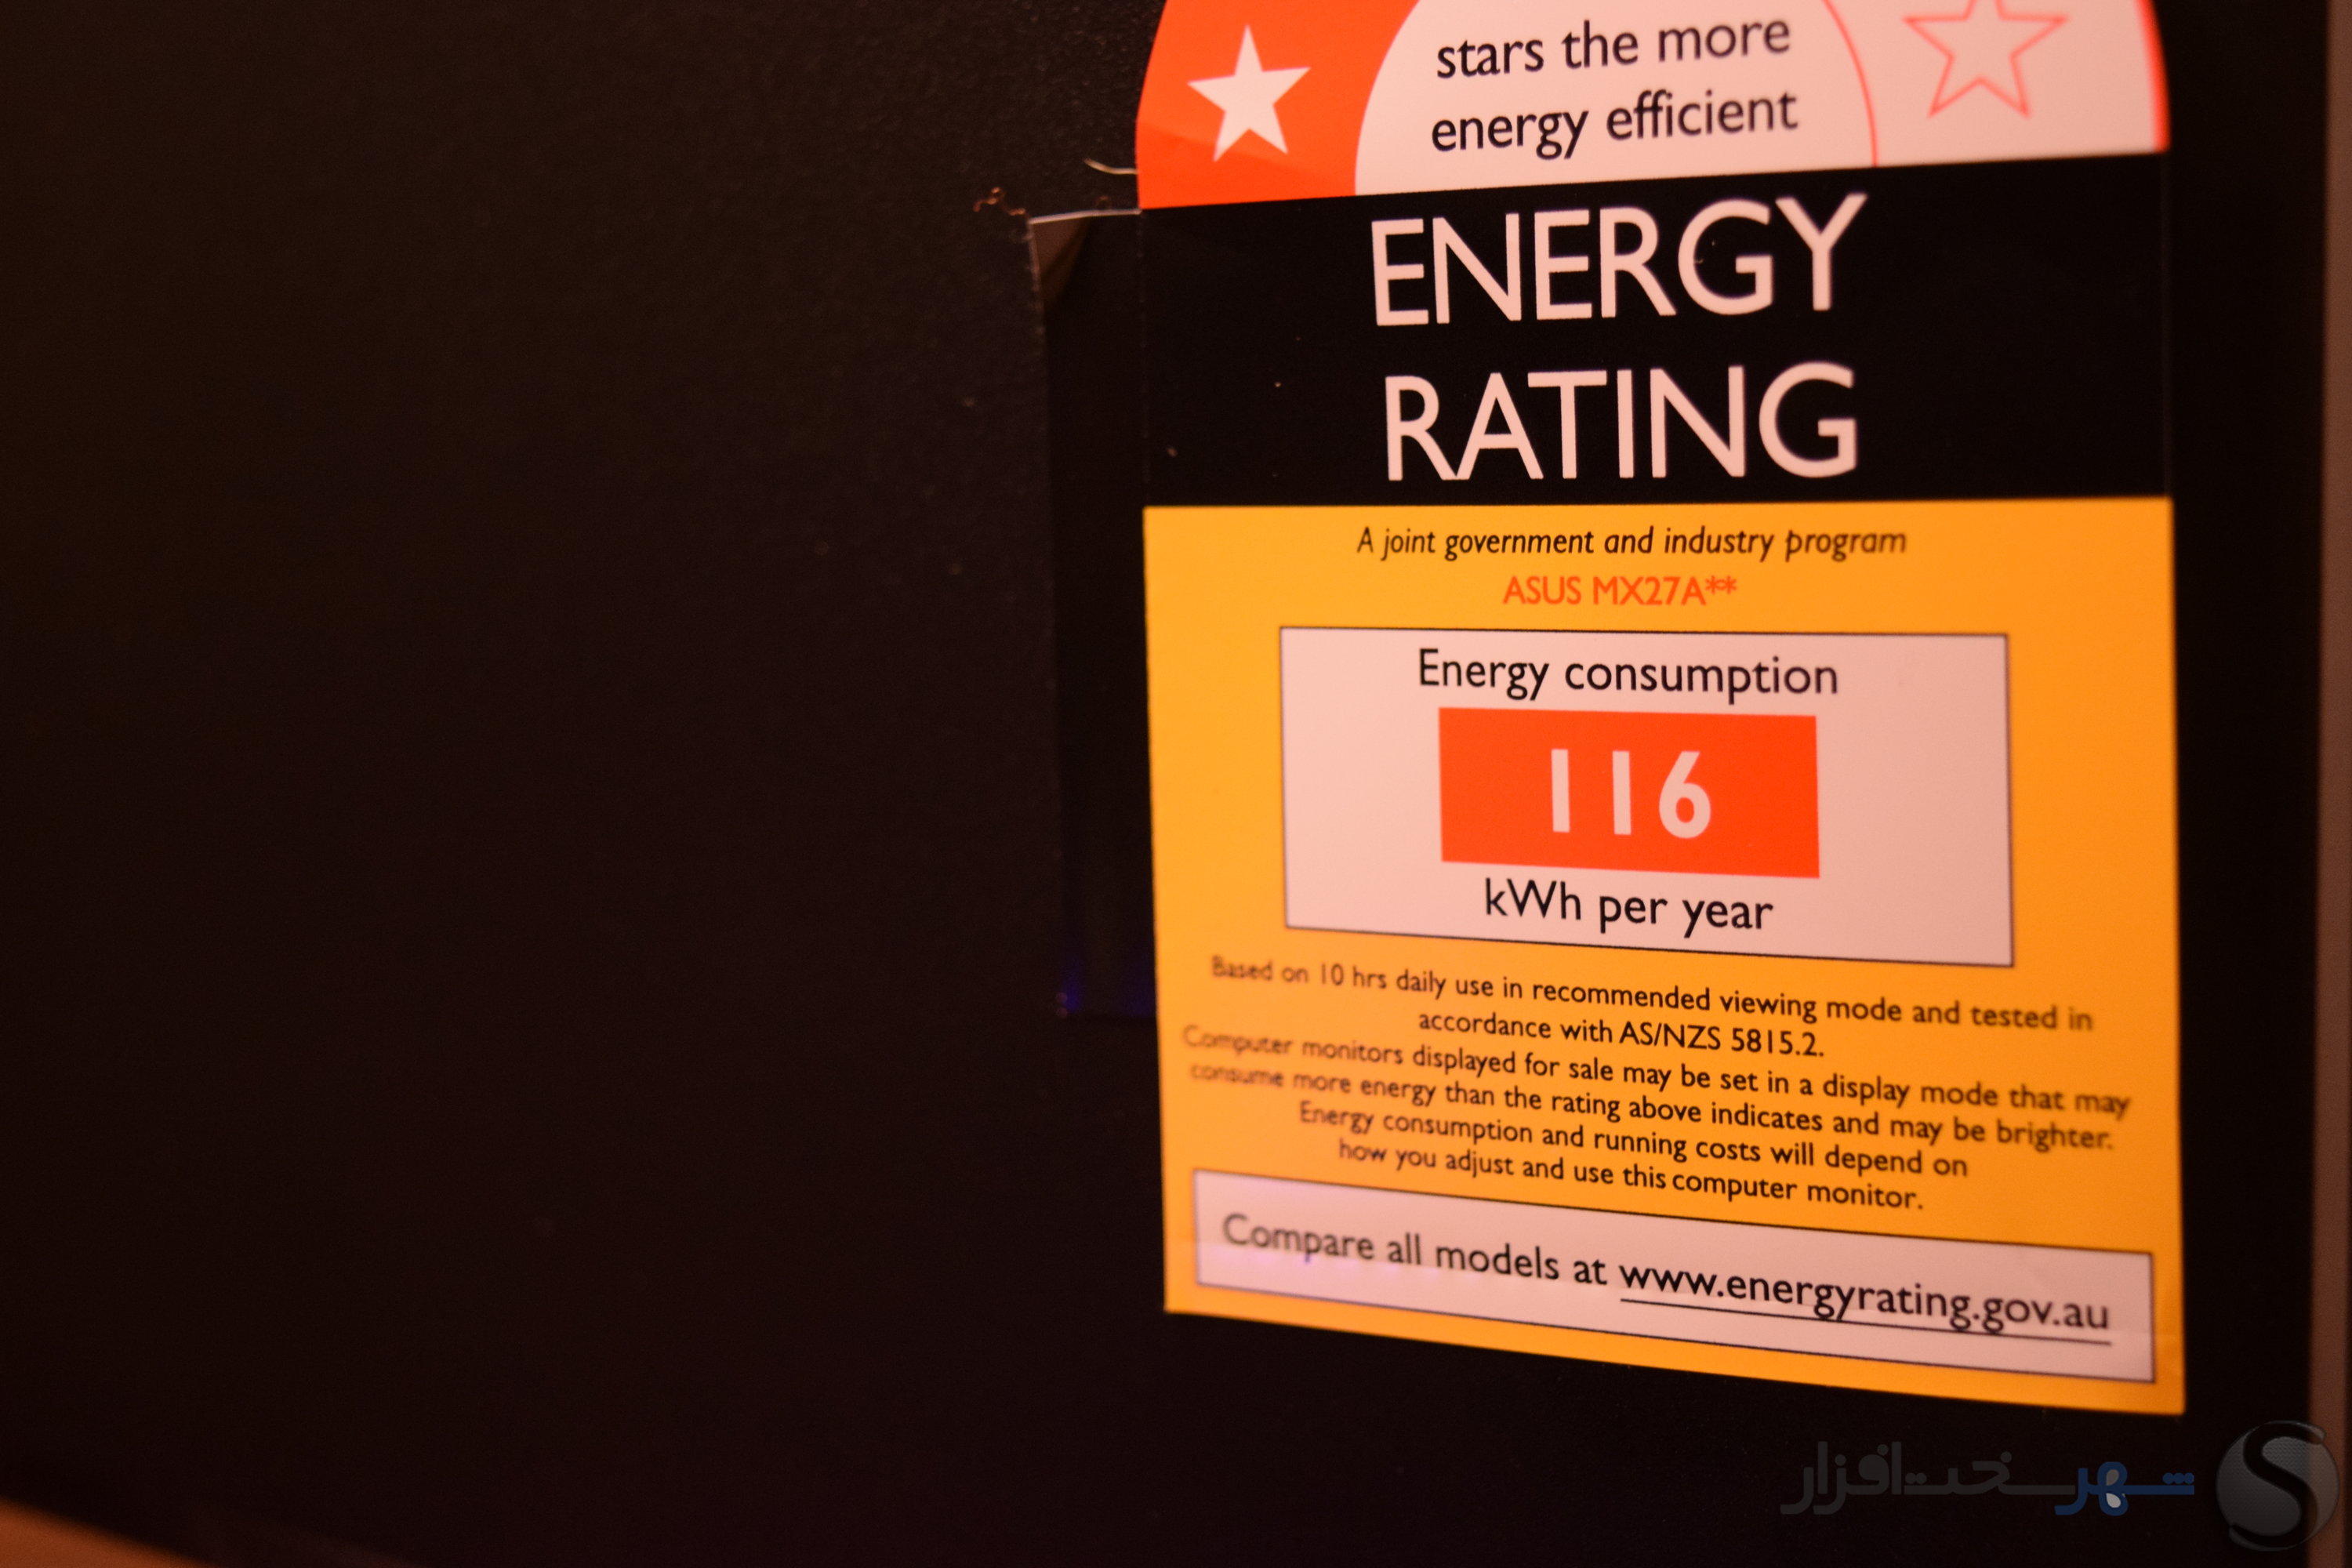 stars the more
energy efficient
ENERGY
RATING
A joint government and industry program
ASUS MX27A**
Energy consumption
116
kWh per year
Based on 10 hrs daily use in recommended viewing mode and tested in
accordance with AS/NZS 5815.2.
Computer monitors displayed for sale may be set in a display mode that may
consume more energy than the rating above indicates and may be brighter.
Energy consumption and running costs will depend on
how you adjust and use this computer monitor.
Compare all models at www.energyrating.gov.au
شهر سخت‌افزار